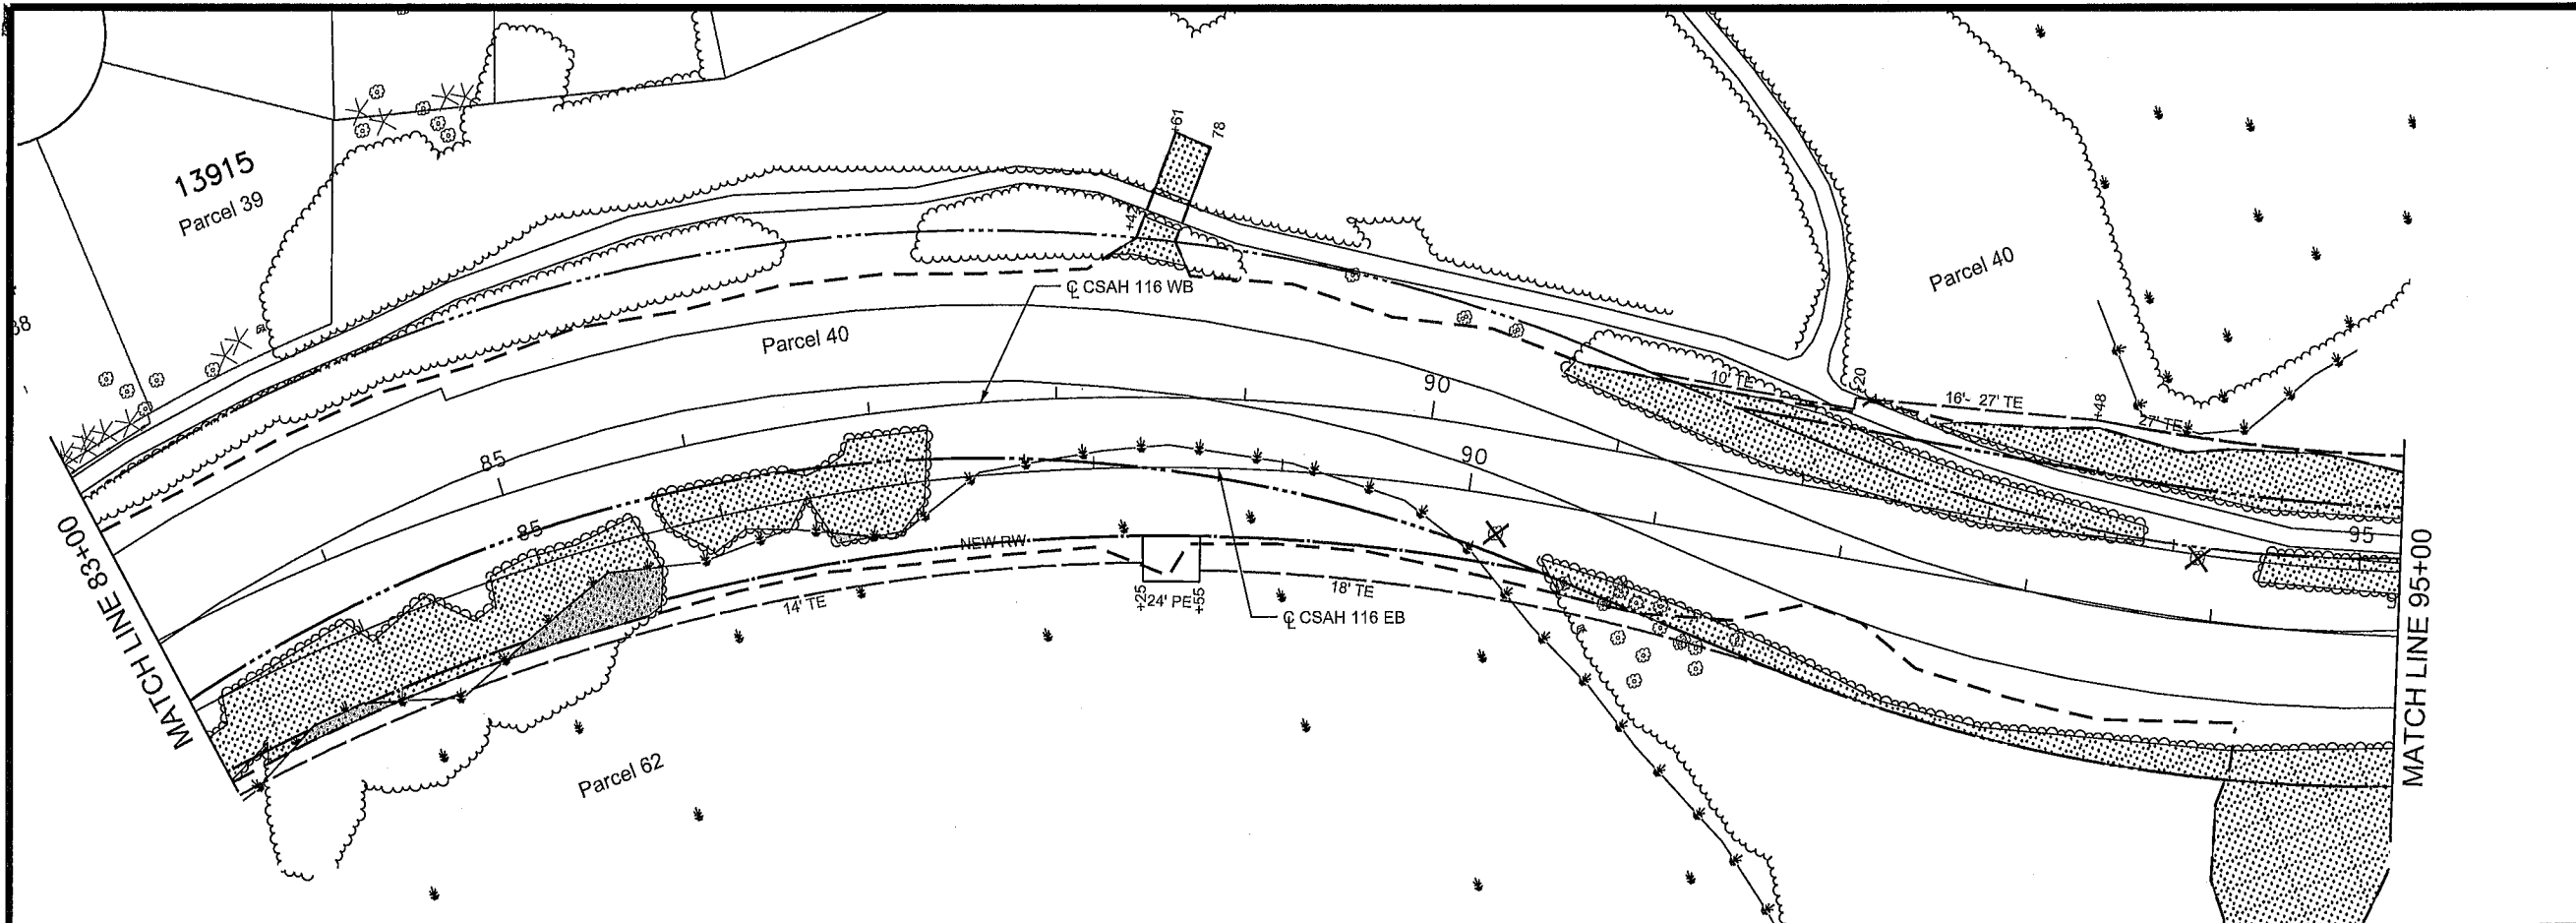 +61
78
13915
Parcel 39
+42
Parcel 40
℄ CSAH 116 WB
38
Parcel 40
90
10' TE
+20
16'- 27' TE
+48
27' TE
85
90
85
NEW RW
95
MATCH LINE 83+00
14' TE
+25
24' PE
+55
18' TE
℄ CSAH 116 EB
MATCH LINE 95+00
Parcel 62